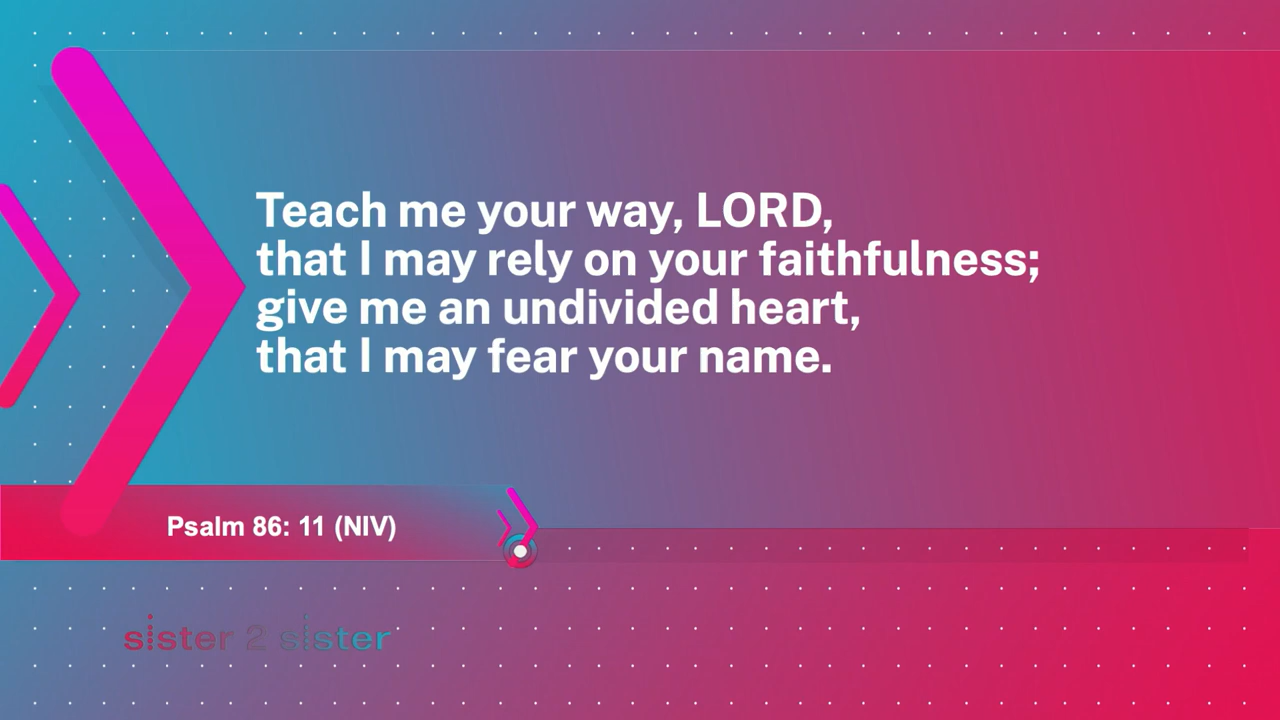 Teach me your way, LORD,
that I may rely on your faithfulness;
give me an undivided heart,
that I may fear your name.
Psalm 86: 11 (NIV)
sister 2 sister